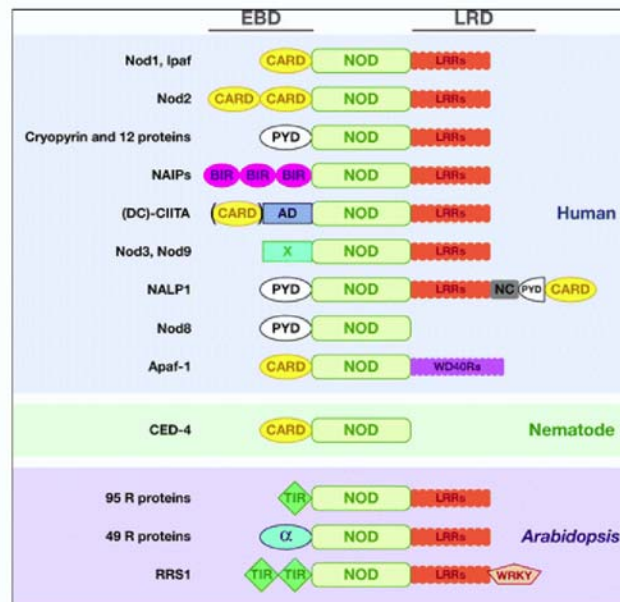 EBD LRD
Nod1, Ipaf CARD NOD LRRs
Nod2 CARD CARD NOD LRRs
Cryopyrin and 12 proteins PYD NOD LRRs
NAIPs BIR BIR BIR NOD LRRs
(DC)-CIITA (CARD) AD NOD LRRs Human
Nod3, Nod9 X NOD LRRs
NALP1 PYD NOD LRRs NC PYD CARD
Nod8 PYD NOD
Apaf-1 CARD NOD WD40Rs
CED-4 CARD NOD Nematode
95 R proteins TIR NOD LRRs
49 R proteins α NOD LRRs Arabidopsis
RRS1 TIR TIR NOD LRRs WRKY